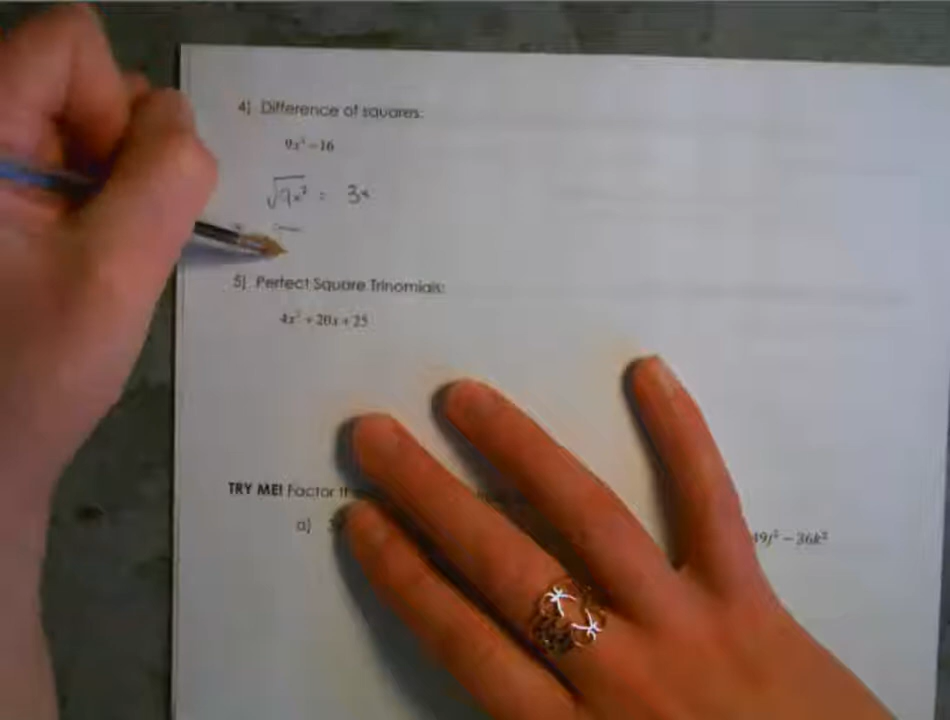 4) Difference of squares:
9x² − 16
√9x² = 3x
5) Perfect Square Trinomials:
4x² + 20x + 25
TRY ME! Factor
a) 3
49j² − 36k²